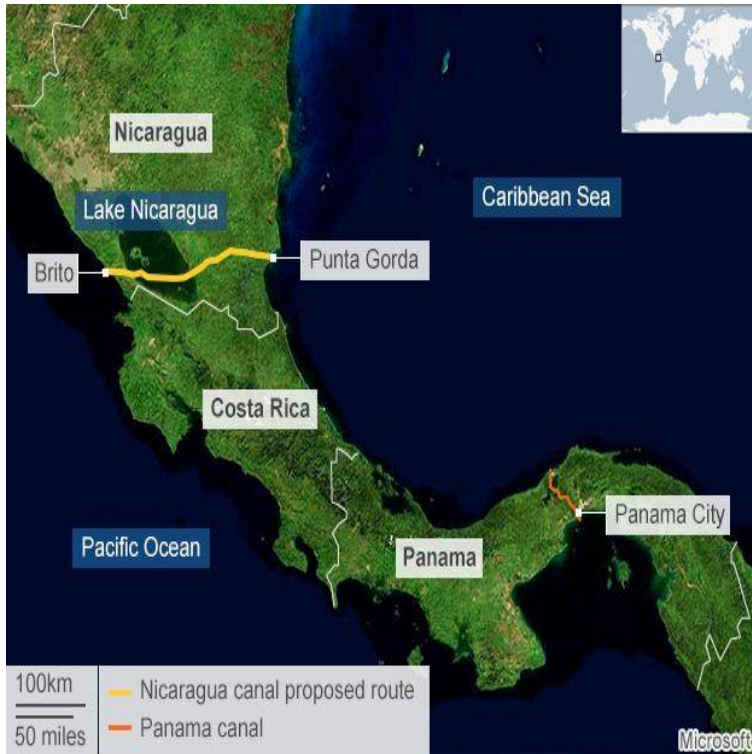 Nicaragua
Lake Nicaragua
Caribbean Sea
Brito
Punta Gorda
Costa Rica
Pacific Ocean
Panama
Panama City
100km
50 miles
Nicaragua canal proposed route
Panama canal
Microsoft